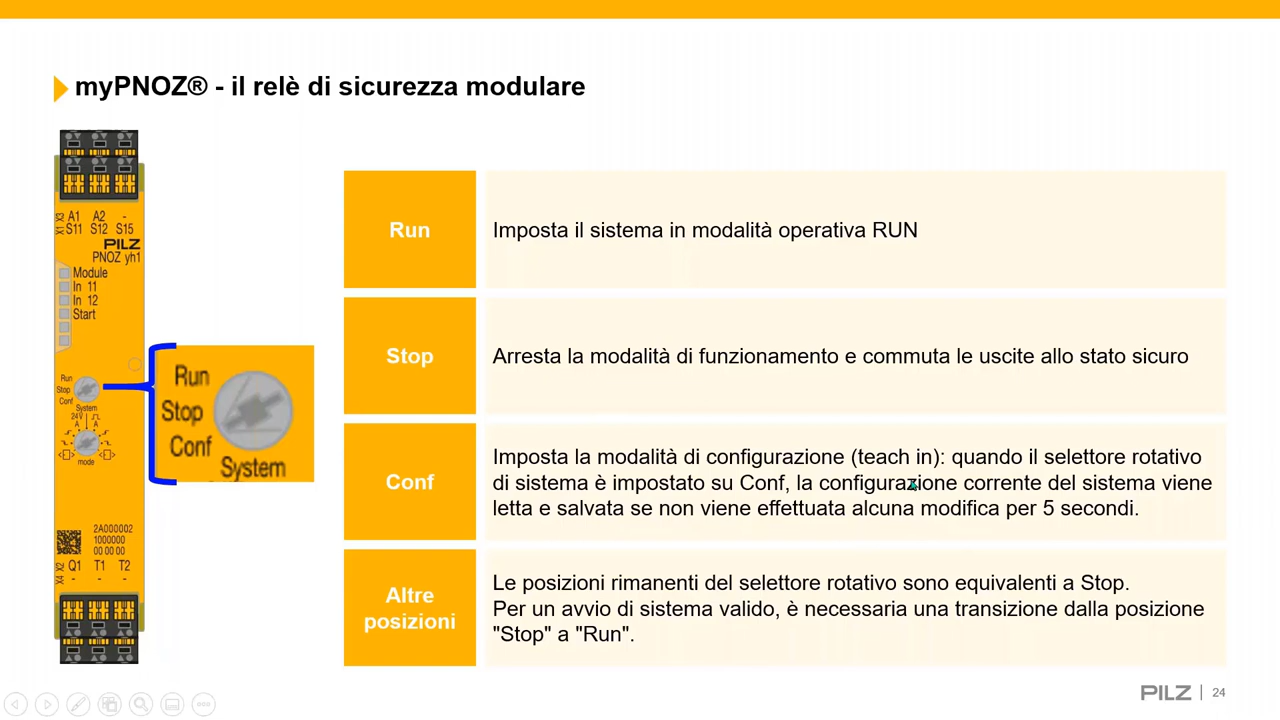 myPNOZ® - il relè di sicurezza modulare
X3 A1 A2 -
X1 S11 S12 S15
PILZ
PNOZ yh1
Module
In 11
In 12
Start
Run
Stop
Conf
System
24V
A A
mode
2A000002
1000000
00 00 00
X2 Q1 T1 T2
X4 - - -
Run
Stop
Conf
System
Run
Imposta il sistema in modalità operativa RUN
Stop
Arresta la modalità di funzionamento e commuta le uscite allo stato sicuro
Conf
Imposta la modalità di configurazione (teach in): quando il selettore rotativo
di sistema è impostato su Conf, la configurazione corrente del sistema viene
letta e salvata se non viene effettuata alcuna modifica per 5 secondi.
Altre
posizioni
Le posizioni rimanenti del selettore rotativo sono equivalenti a Stop.
Per un avvio di sistema valido, è necessaria una transizione dalla posizione
"Stop" a "Run".
PILZ
24